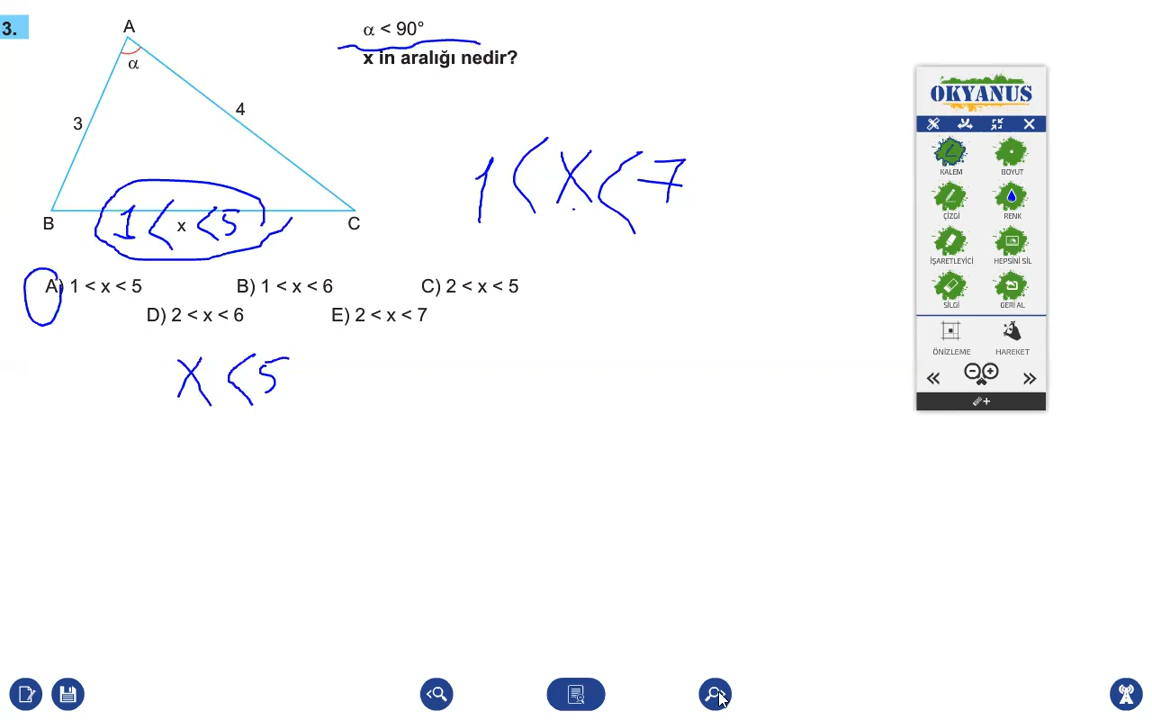 3.
A
α < 90°
x in aralığı nedir?
α
4
3
1 < x < 7
B
1 < x < 5
C
A) 1 < x < 5 B) 1 < x < 6 C) 2 < x < 5
D) 2 < x < 6 E) 2 < x < 7
x < 5
OKYANUS
KALEM BOYUT
ÇİZGİ RENK
İŞARETLEYİCİ HEPSİNİ SİL
SİLGİ GERİ AL
ÖNİZLEME HAREKET